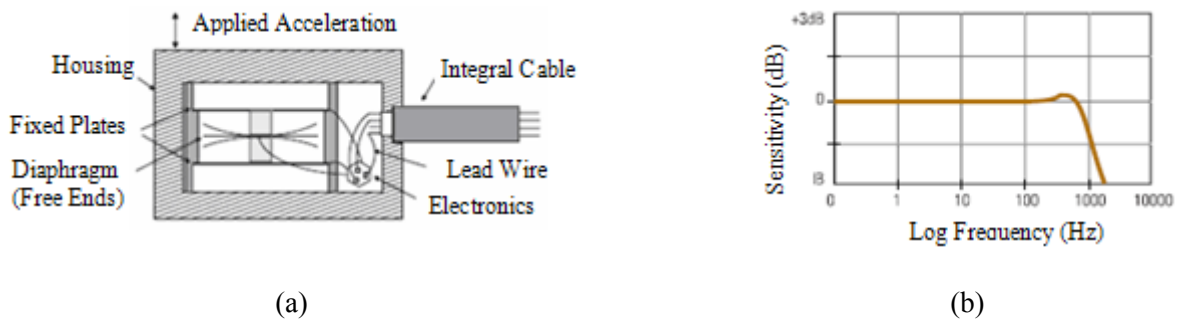 Applied Acceleration
Housing
Integral Cable
Fixed Plates
Diaphragm
(Free Ends)
Lead Wire
Electronics
(a)
+3dB
0
Sensitivity (dB)
0
1
10
100
1000
10000
Log Frequency (Hz)
(b)